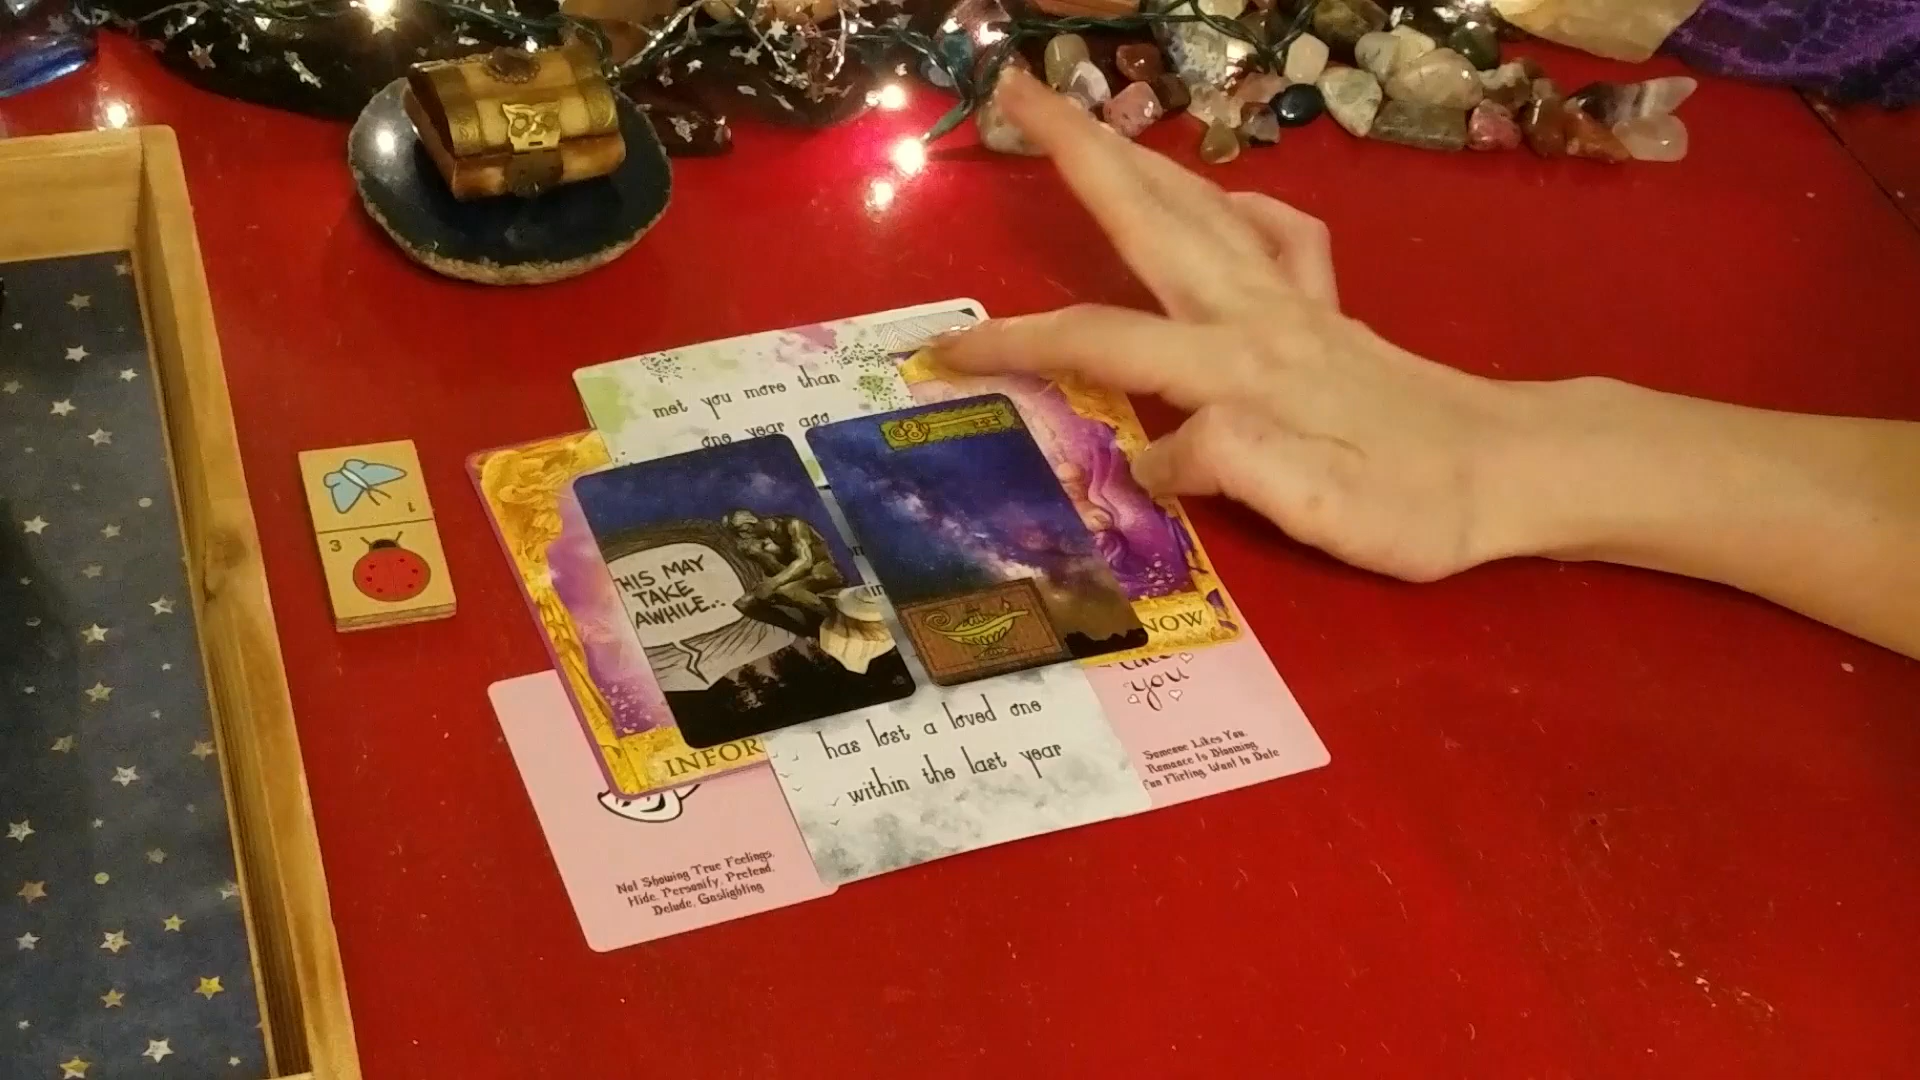 met you more than
one year ago
THIS MAY
TAKE
AWHILE...
NOW
you
INFOR
has lost a loved one
within the last year
Someone Likes You.
Romance Is Blooming.
Fun Flirting. Want To Date
Not Showing True Feelings.
Hide. Personify. Pretend.
Delude. Gaslighting
1
3